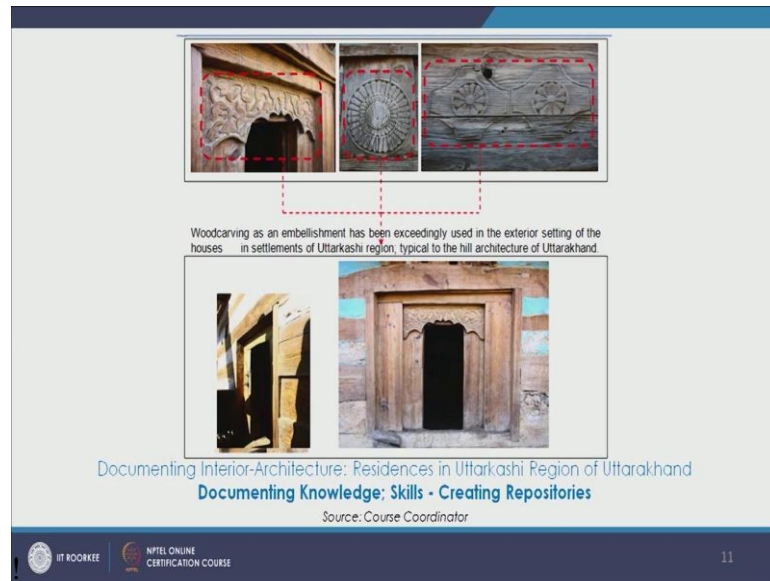 Woodcarving as an embellishment has been exceedingly used in the exterior setting of the
houses in settlements of Uttarkashi region; typical to the hill architecture of Uttarakhand.
Documenting Interior-Architecture: Residences in Uttarkashi Region of Uttarakhand
Documenting Knowledge; Skills - Creating Repositories
Source: Course Coordinator
!
IIT ROORKEE
NPTEL ONLINE
CERTIFICATION COURSE
11